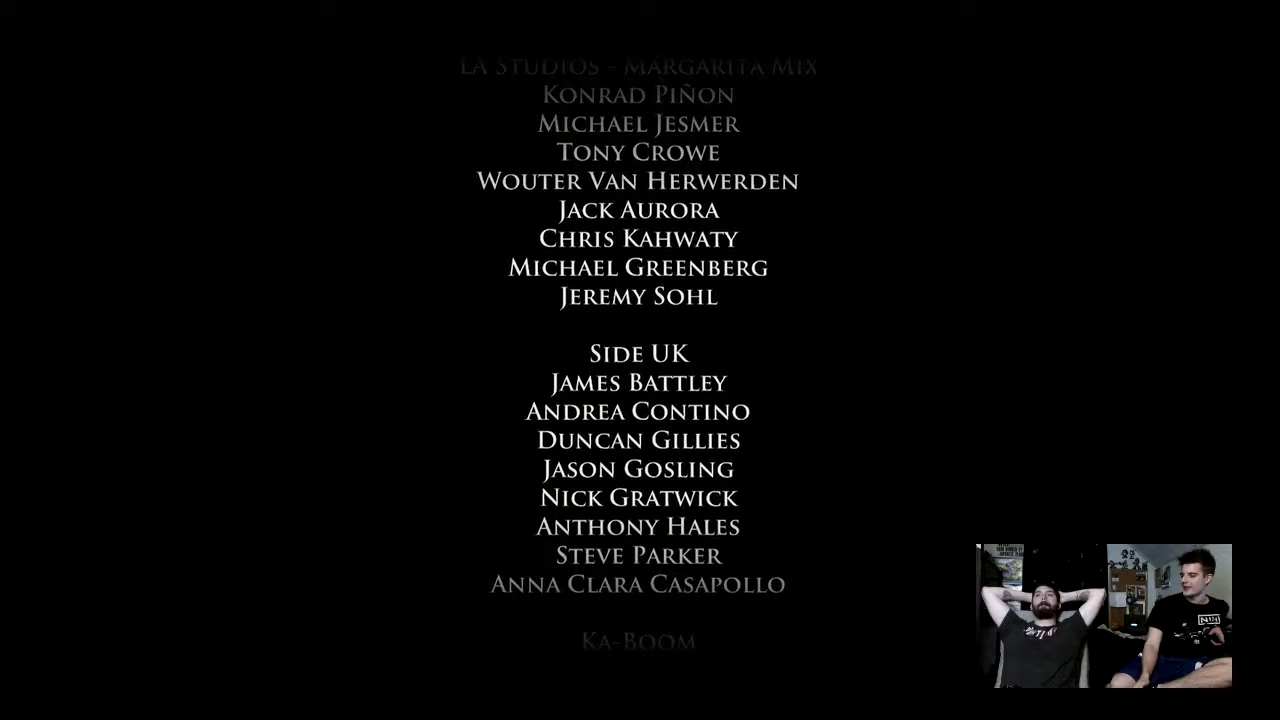 LA Studios - Margarita Mix
Konrad Piñon
Michael Jesmer
Tony Crowe
Wouter Van Herwerden
Jack Aurora
Chris Kahwaty
Michael Greenberg
Jeremy Sohl
Side UK
James Battley
Andrea Contino
Duncan Gillies
Jason Gosling
Nick Gratwick
Anthony Hales
Steve Parker
Anna Clara Casapollo
Ka-Boom
NIN